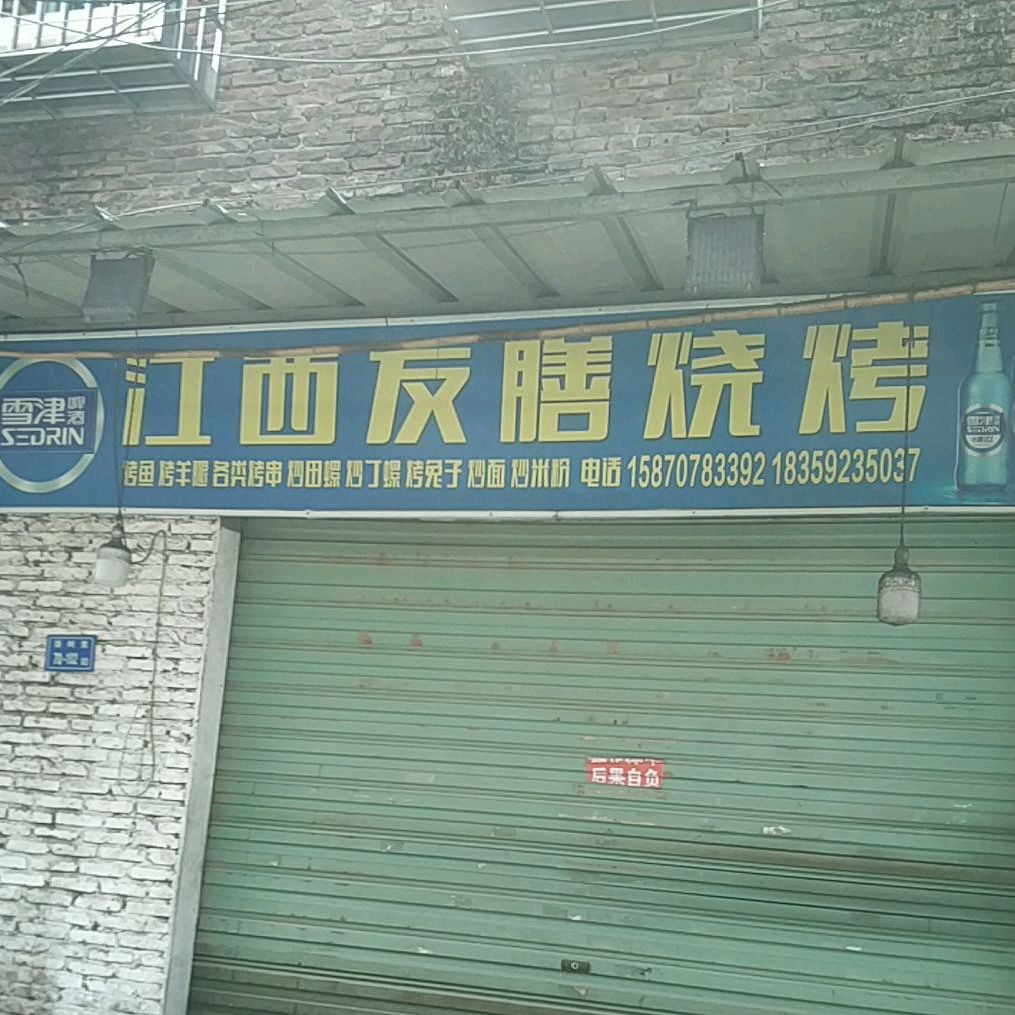 江西友膳烧烤
雪津啤酒
SEDRIN
烤鱼 烤羊腿 各类烤串 炒田螺 炒丁螺 烤兔子 炒面 炒米粉 电话 15870783392 18359235037
SEDRIN
后果自负